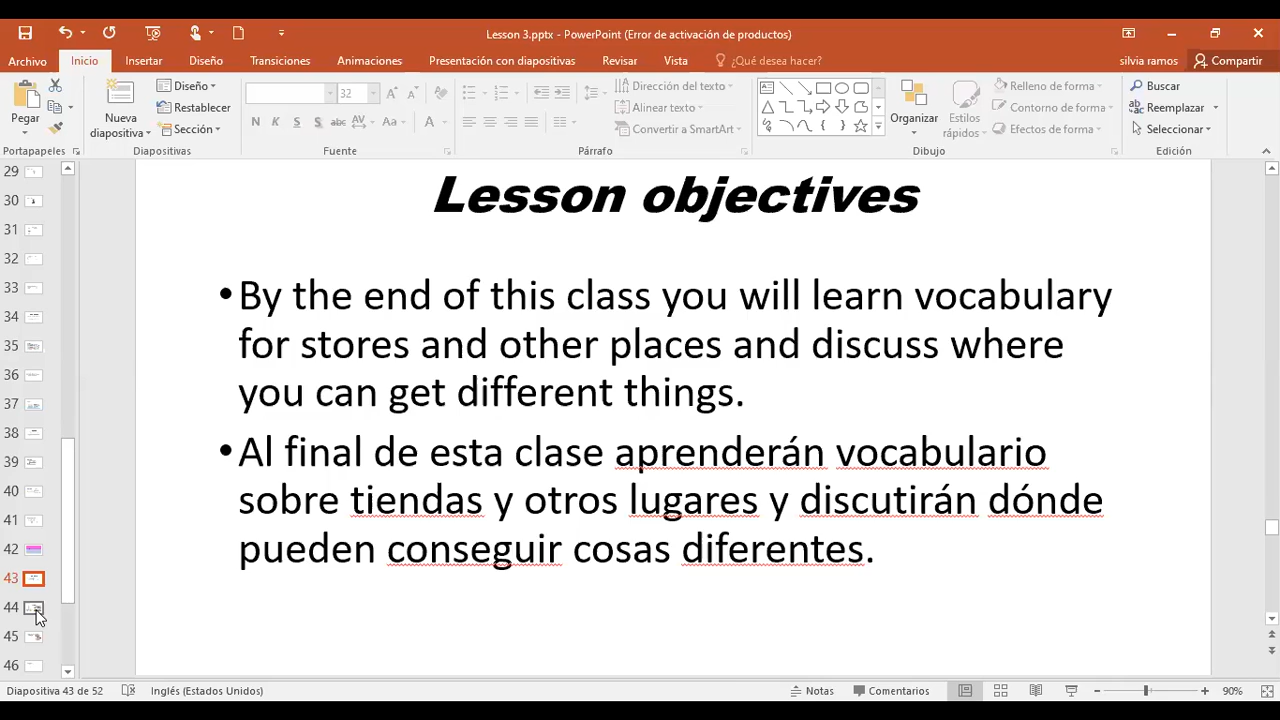 Lesson 3.pptx - PowerPoint (Error de activación de productos)
Archivo Inicio Insertar Diseño Transiciones Animaciones Presentación con diapositivas Revisar Vista ¿Qué desea hacer? silvia ramos Compartir
Pegar
Nueva diapositiva
Diseño
Restablecer
Sección
32
N K S S abc AV Aa A
Dirección del texto
Alinear texto
Convertir a SmartArt
Organizar
Estilos rápidos
Relleno de forma
Contorno de forma
Efectos de forma
Buscar
Reemplazar
Seleccionar
Portapapeles Diapositivas Fuente Párrafo Dibujo Edición
29
30
31
32
33
34
35
36
37
38
39
40
41
42
43
44
45
46
Lesson objectives
•By the end of this class you will learn vocabulary
for stores and other places and discuss where
you can get different things.
•Al final de esta clase aprenderán vocabulario
sobre tiendas y otros lugares y discutirán dónde
pueden conseguir cosas diferentes.
Diapositiva 43 de 52 Inglés (Estados Unidos) Notas Comentarios 90%